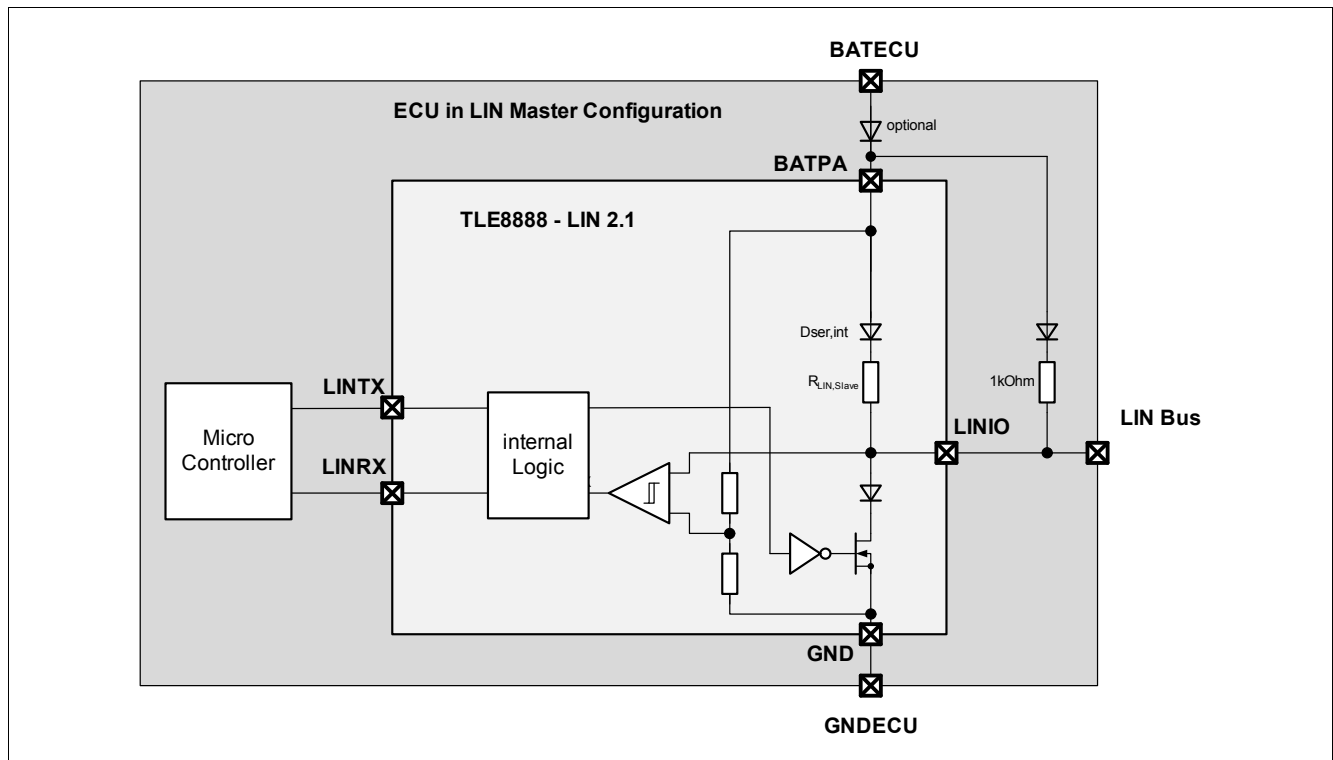 BATECU
ECU in LIN Master Configuration
optional
BATPA
TLE8888 - LIN 2.1
Dser,int
RLIN,Slave
1kOhm
LINTX
LINIO
LIN Bus
Micro
Controller
internal
Logic
LINRX
GND
GNDECU